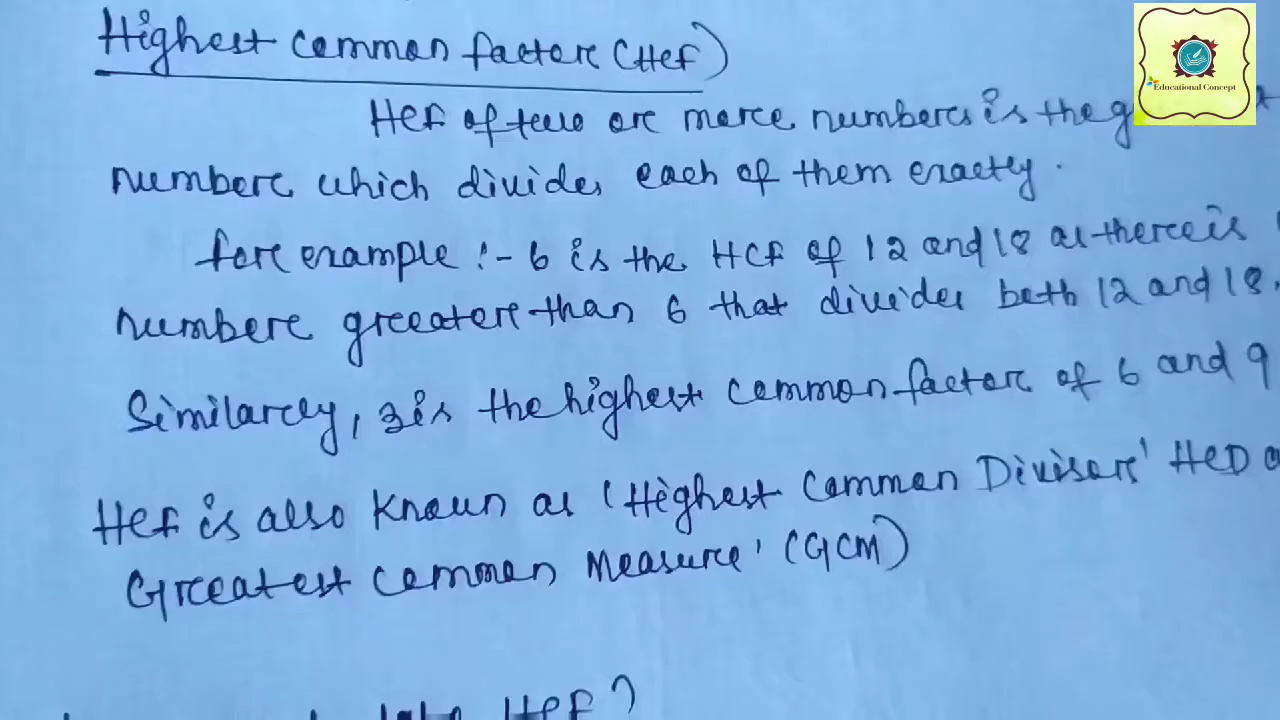 Highest common factor (HCF)
Educational Concept
HCF of two or more numbers is the
number which divides each of them exactly.
for example :- 6 is the HCF of 12 and 18 as there is
number greater than 6 that divides both 12 and 18.
Similarly, 3 is the highest common factor of 6 and 9
HCF is also known as 'Highest Common Divisor' HCD
Greatest common Measure' (GCM)
HCF?